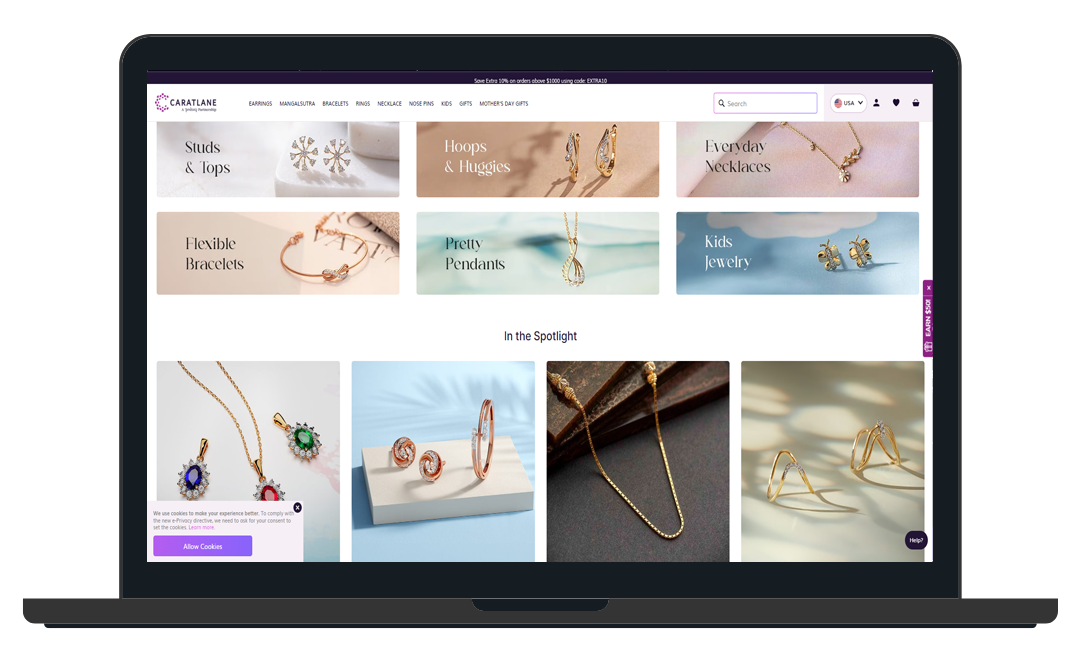 Save Extra 10% on orders above $1000 using code: EXTRA10
CARATLANE
A Tanishq Partnership
EARRINGS MANGALSUTRA BRACELETS RINGS NECKLACE NOSE PINS KIDS GIFTS MOTHER'S DAY GIFTS
Search
USA
Studs
& Tops
Hoops
& Huggies
Everyday
Necklaces
Flexible
Bracelets
Pretty
Pendants
Kids
Jewelry
x
EARN $50!
In the Spotlight
X
We use cookies to make your experience better. To comply with
the new e-Privacy directive, we need to ask for your consent to
set the cookies. Learn more.
Allow Cookies
Help?